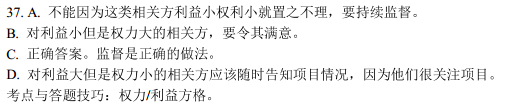 37. A. 不能因为这类相关方利益小权利小就置之不理，要持续监督。
B. 对利益小但是权力大的相关方，要令其满意。
C. 正确答案。监督是正确的做法。
D. 对利益大但是权力小的相关方应该随时告知项目情况，因为他们很关注项目。
考点与答题技巧：权力/利益方格。